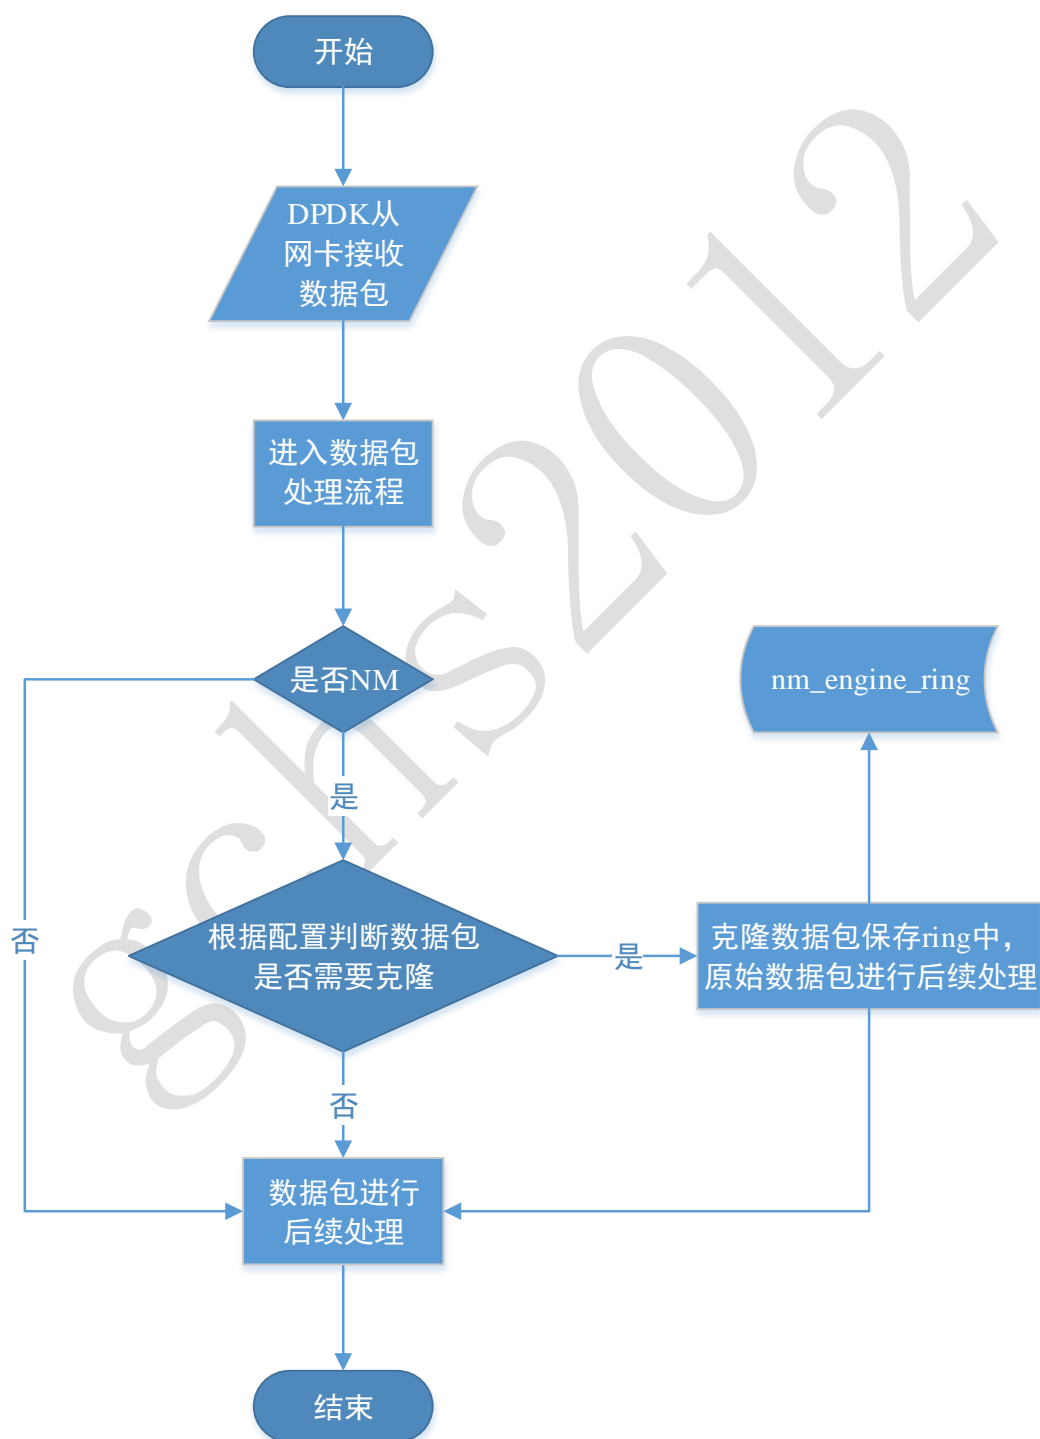 开始
DPDK从
网卡接收
数据包
进入数据包
处理流程
是否NM
nm_engine_ring
是
否
根据配置判断数据包
是否需要克隆
是
克隆数据包保存ring中，
原始数据包进行后续处理
否
数据包进行
后续处理
结束
gchs2012